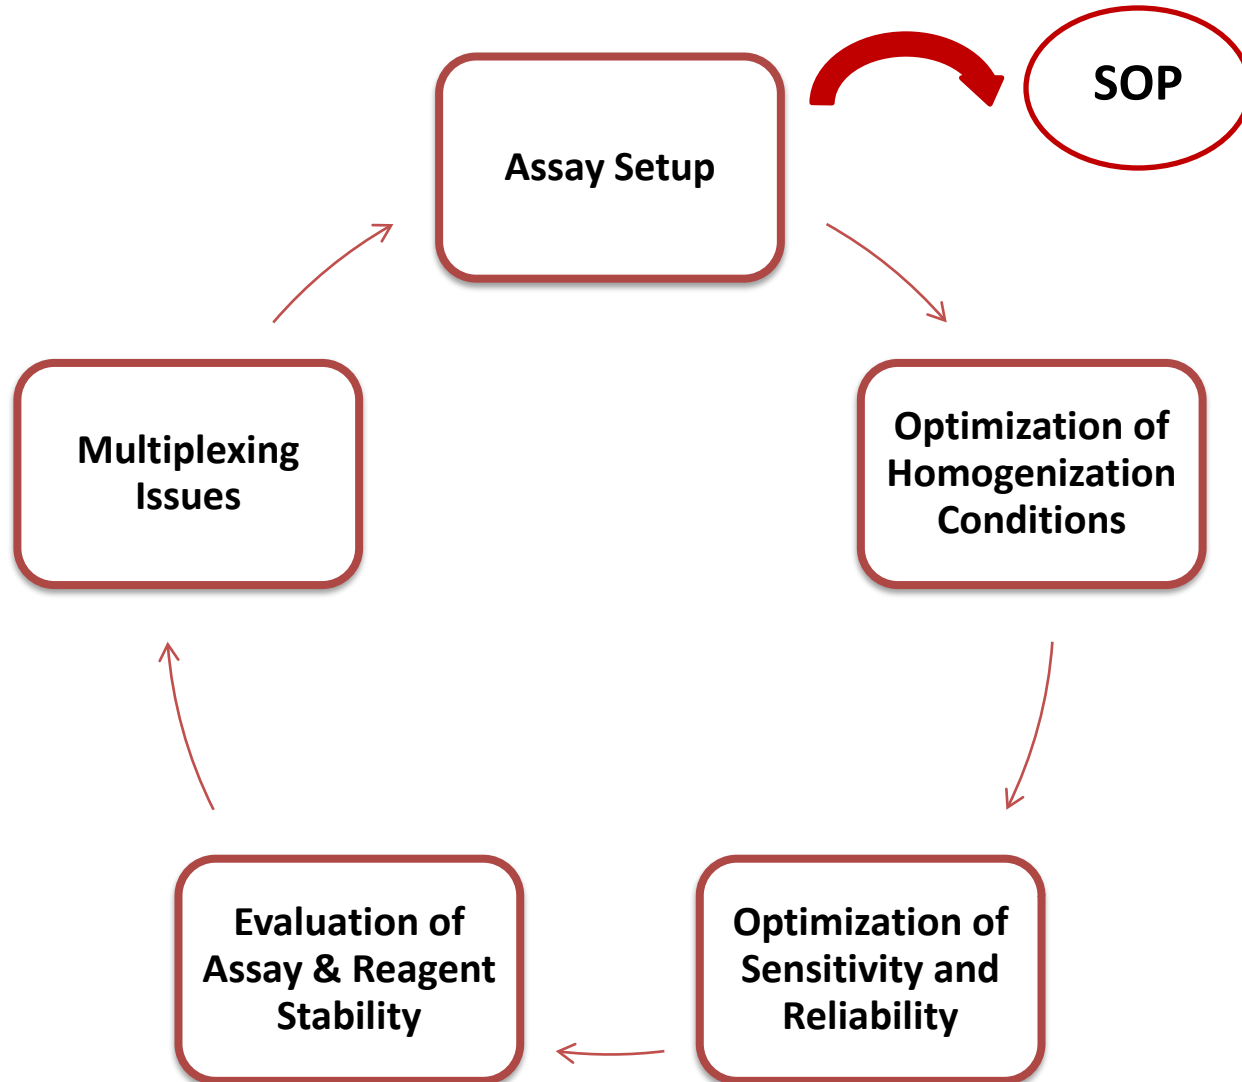 SOP
Assay Setup
Optimization of
Homogenization
Conditions
Optimization of
Sensitivity and
Reliability
Evaluation of
Assay & Reagent
Stability
Multiplexing
Issues